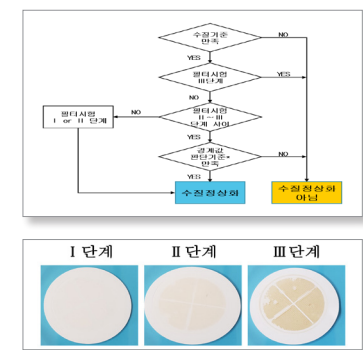 수질기준
만족
NO
YES
필터시험
III단계
YES
NO
필터시험
II~III
단계 사이
NO
필터시험
I or II 단계
YES
경계값
판단기준*
만족
NO
YES
수질정상화
수질정상화
아님
I 단계
II 단계
III 단계